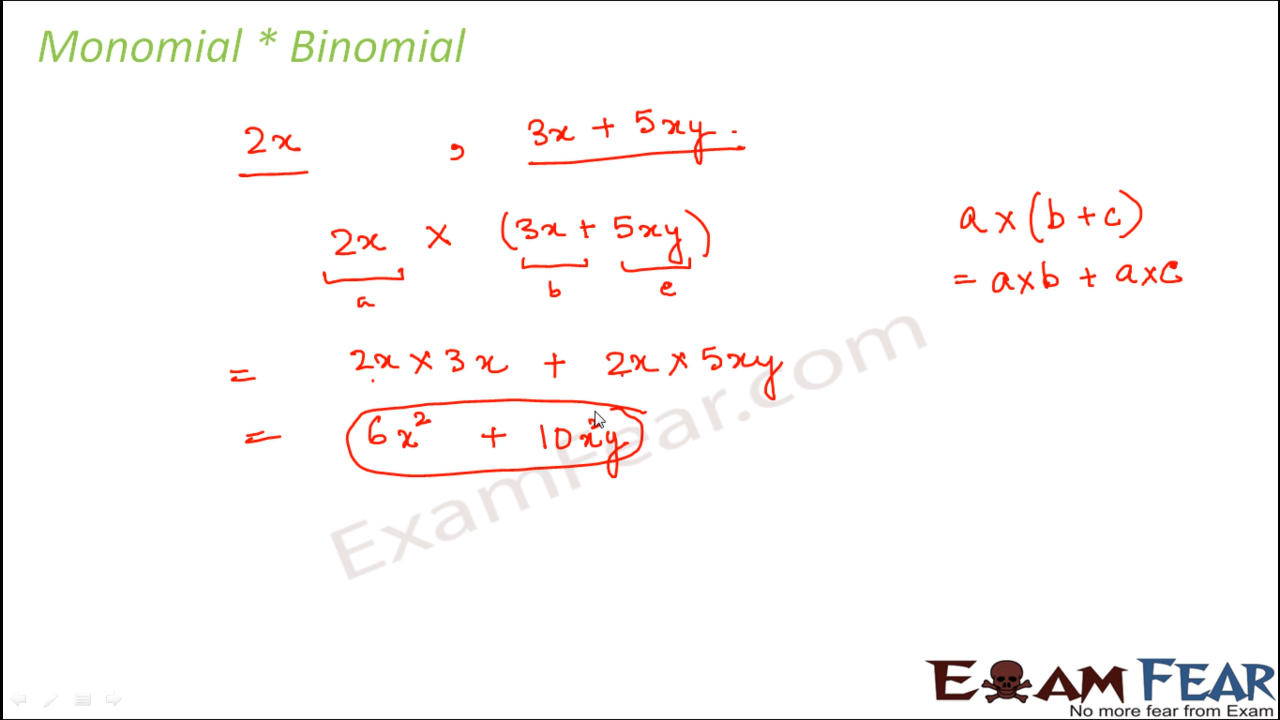 Monomial * Binomial
2x , 3x + 5xy .
2x × (3x + 5xy)
a b c
a × (b + c)
= a×b + a×c
= 2x × 3x + 2x × 5xy
= 6x² + 10x²y
ExamFear.com
EXAM FEAR
No more fear from Exam